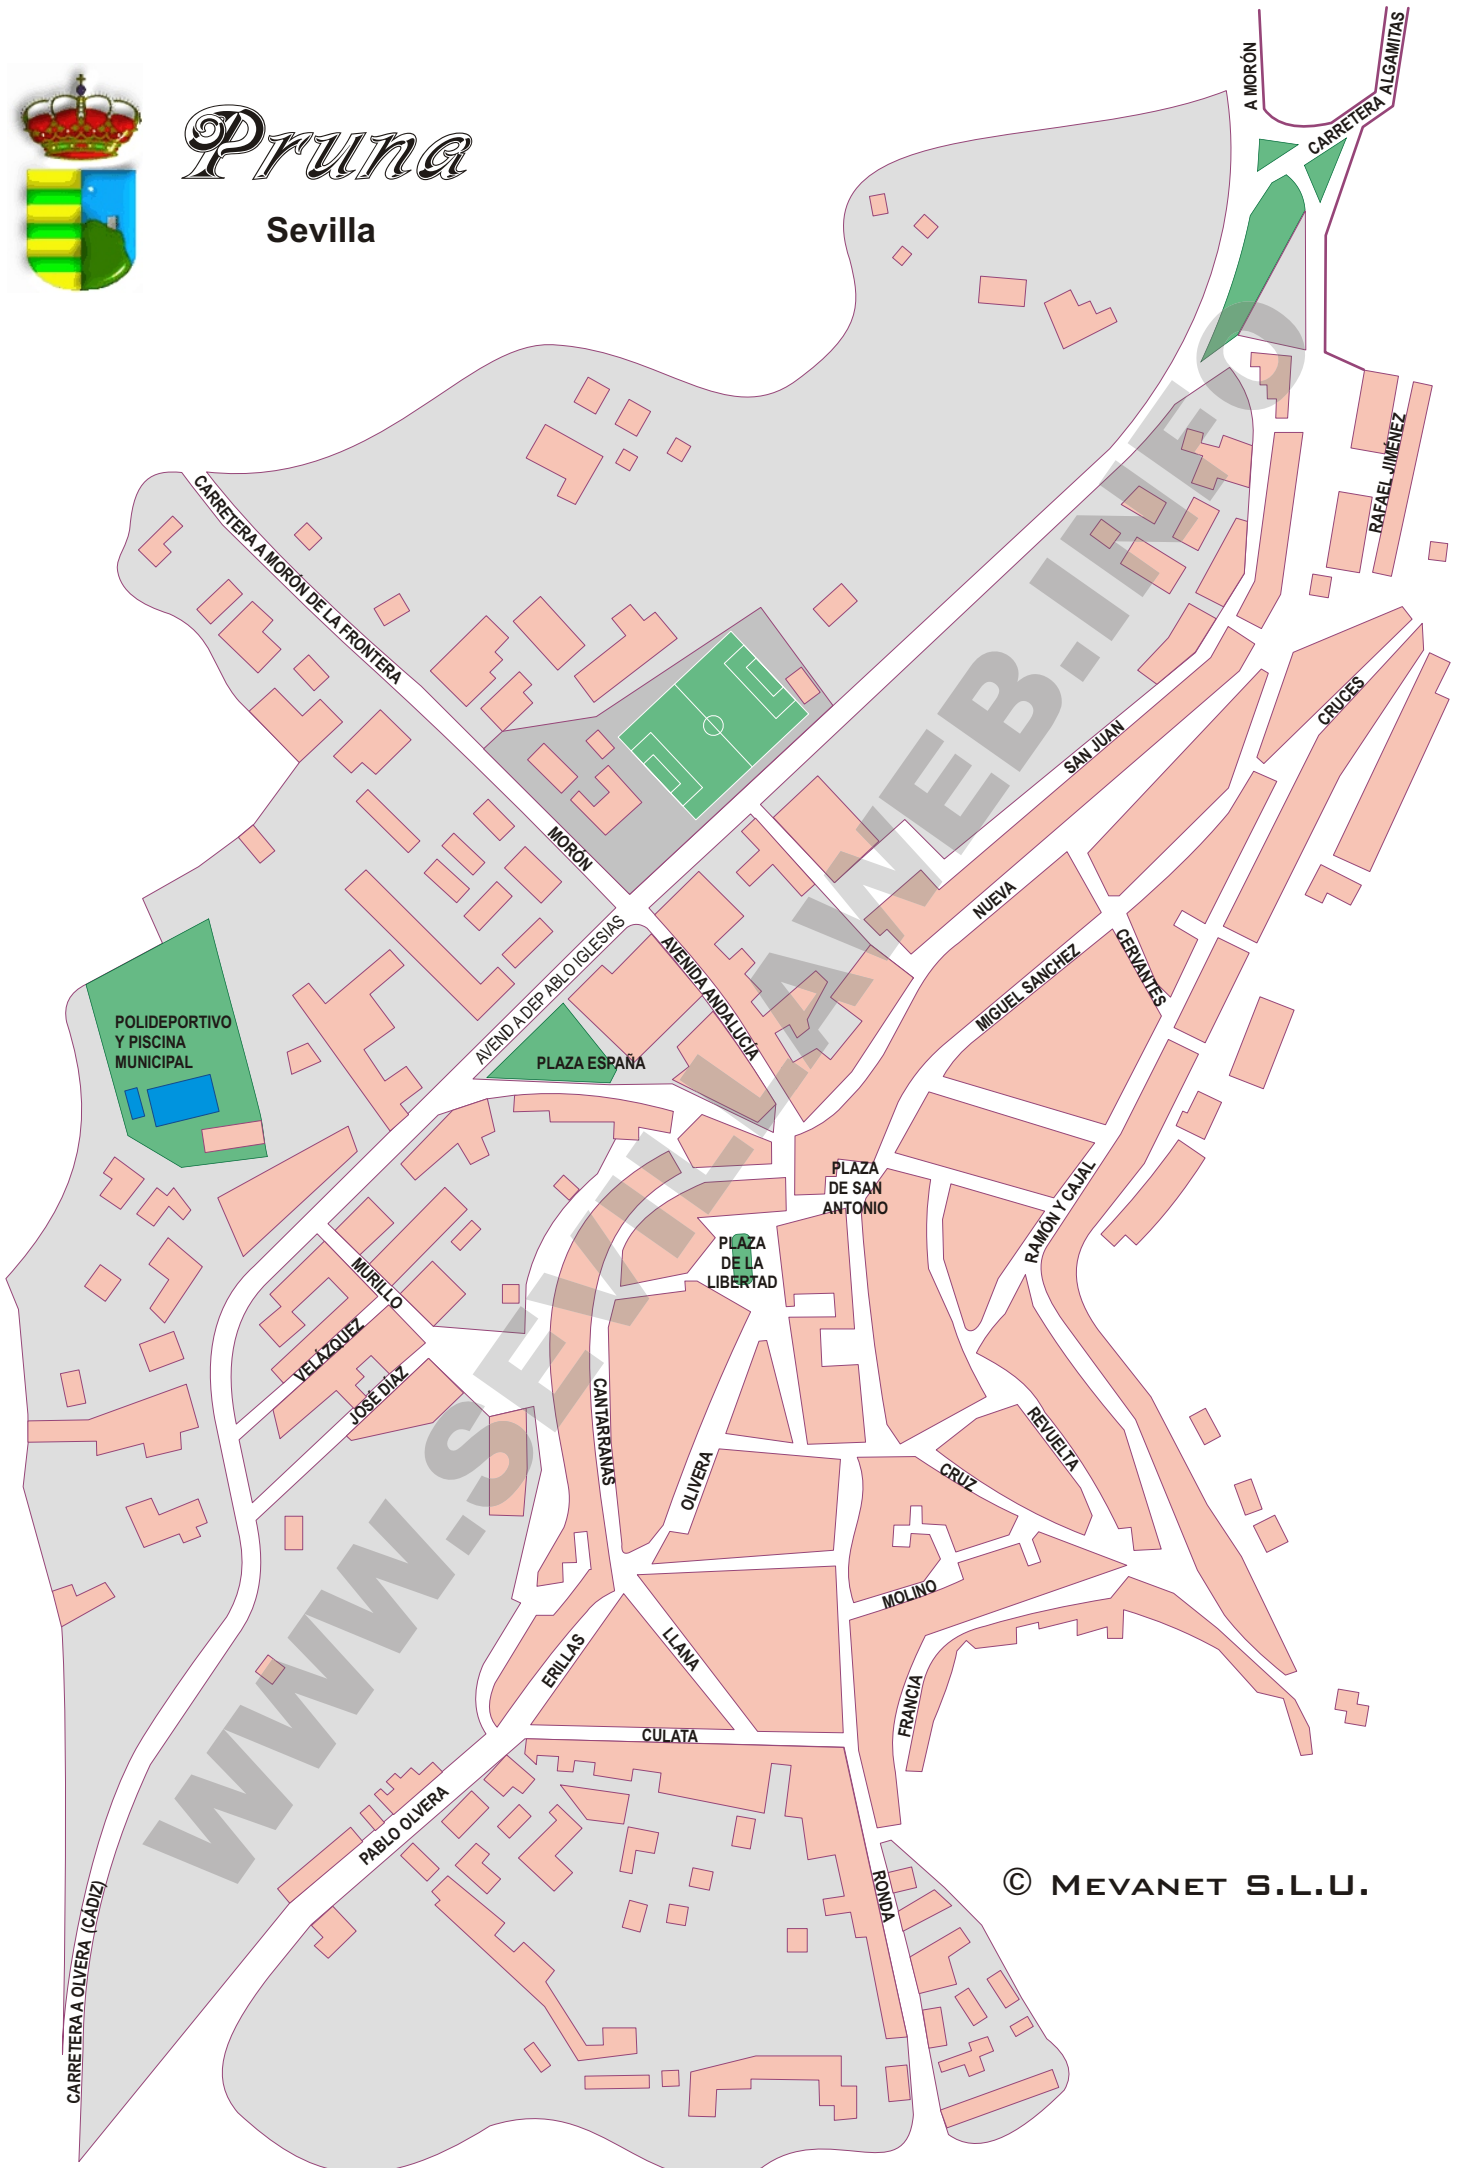 Pruna
Sevilla
A MORÓN
CARRETERA ALGAMITAS
RAFAEL JIMÉNEZ
CARRETERA A MORÓN DE LA FRONTERA
CRUCES
SAN JUAN
MORÓN
NUEVA
AVENID A DEP ABLO IGLESIAS
AVENIDA ANDALUCÍA
MIGUEL SANCHEZ
CERVANTES
POLIDEPORTIVO
Y PISCINA
MUNICIPAL
PLAZA ESPAÑA
PLAZA
DE SAN
ANTONIO
RAMÓN Y CAJAL
PLAZA
DE LA
LIBERTAD
MURILLO
VELÁZQUEZ
JOSÉ DÍAZ
CANTARRANAS
OLIVERA
REVUELTA
CRUZ
MOLINO
ERILLAS
LLANA
FRANCIA
CULATA
PABLO OLVERA
RONDA
CARRETERA A OLVERA (CÁDIZ)
© MEVANET S.L.U.
WWW.SEVILLAWEB.INFO